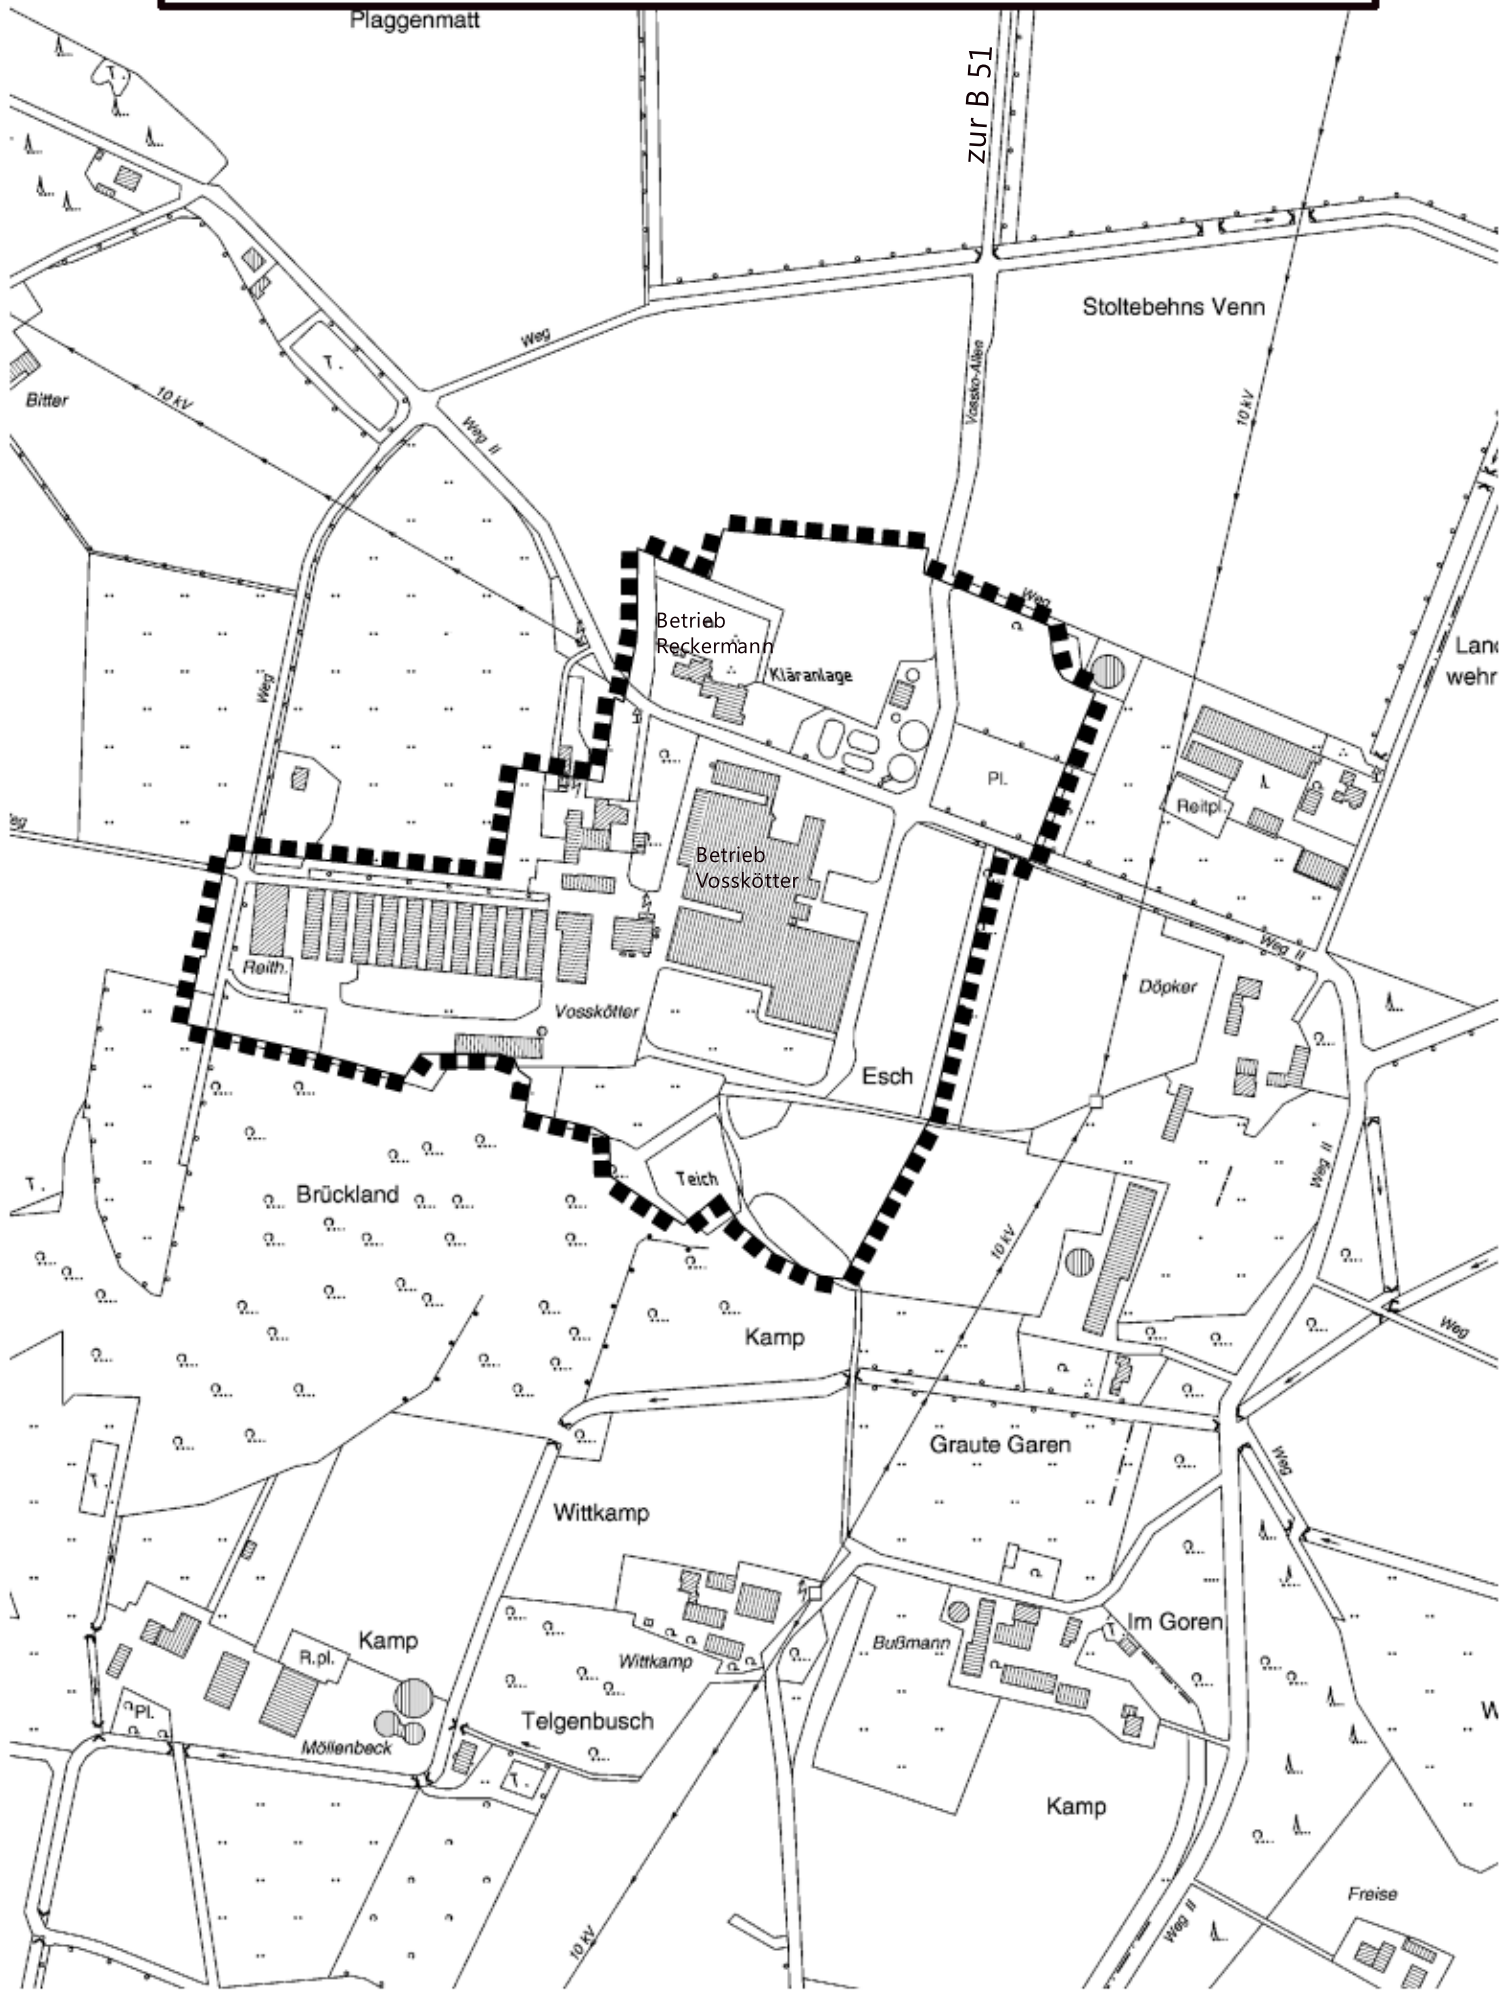 Plaggenmatt
zur B 51
T.
Stoltebehns Venn
Weg
Vossko-Allee
T.
Bitter
10 kV
10 kV
Weg II
Weg
Betrieb
Reckermann
Kläranlage
Land
wehr
Weg
Pl.
Reitpl.
eg
Betrieb
Vosskötter
Weg II
Reith.
Döpker
Vosskötter
Esch
Weg II
Teich
T.
Brückland
10 kV
Kamp
Weg
Graute Garen
Weg
T.
Wittkamp
Im Goren
T.
Kamp
Bußmann
R.pl.
Wittkamp
Pl.
W
Telgenbusch
Möllenbeck
T.
Kamp
Freise
Weg II
10 kV